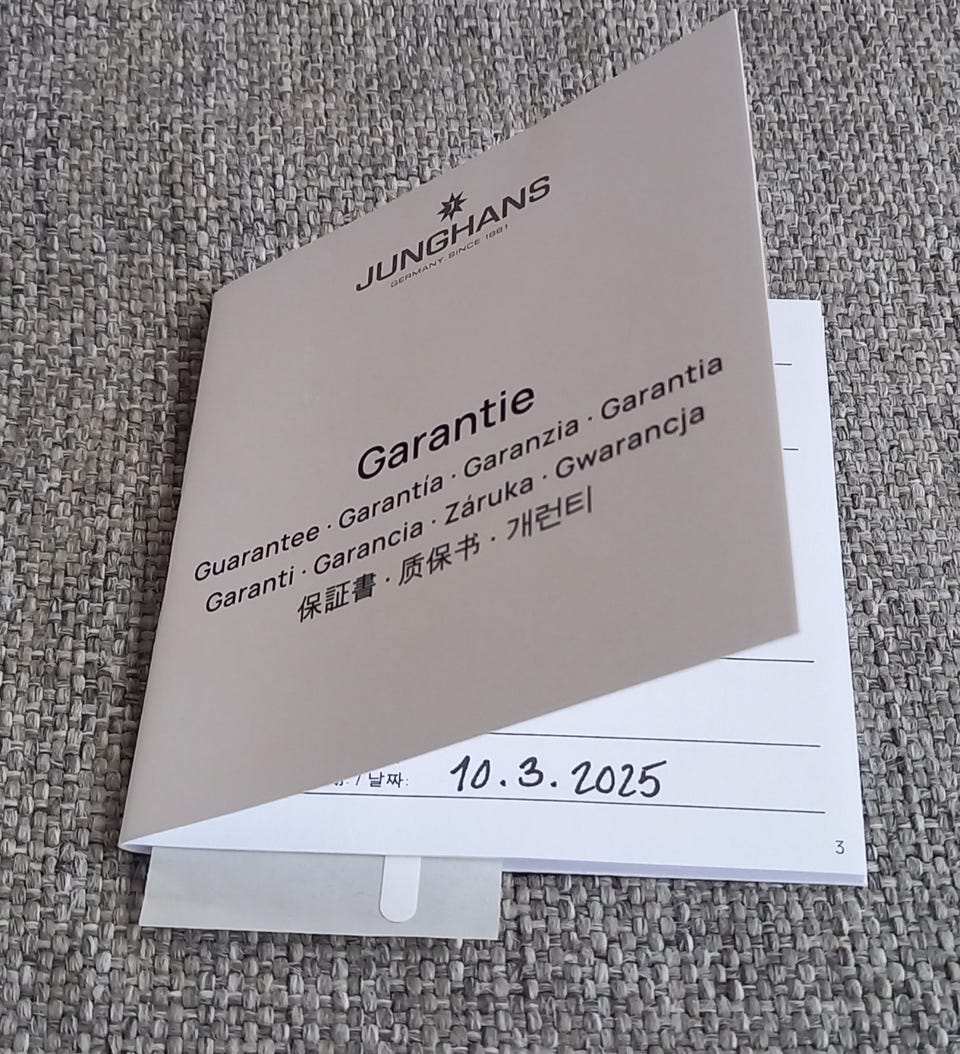 JUNGHANS
GERMANY. SINCE 1861
Garantie
Guarantee · Garantía · Garanzia · Garantia
Garanti · Garancia · Záruka · Gwarancja
保証書 · 质保书 · 개런티
/ 날짜: 10.3.2025
3